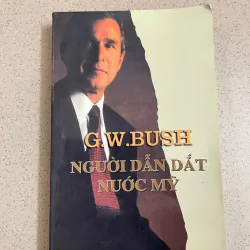 G.W.BUSH
NGƯỜI DẪN DẮT
NƯỚC MỸ